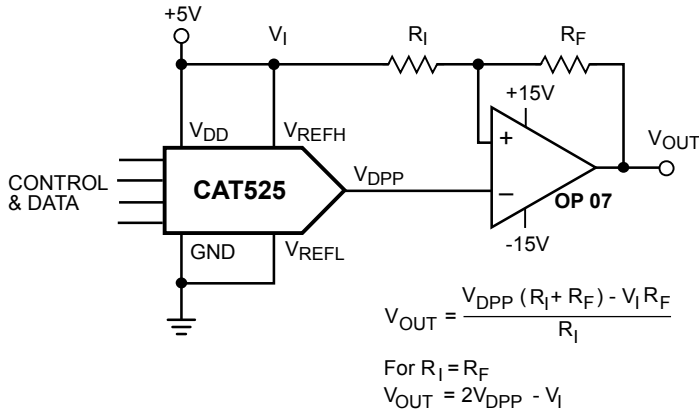 +5V
V_I
R_I
R_F
+15V
V_DD
V_REFH
V_OUT
CONTROL
& DATA
CAT525
V_DPP
+
–
OP 07
-15V
GND
V_REFL
V_OUT = V_DPP (R_I + R_F) - V_I R_F / R_I
For R_I = R_F
V_OUT = 2V_DPP - V_I